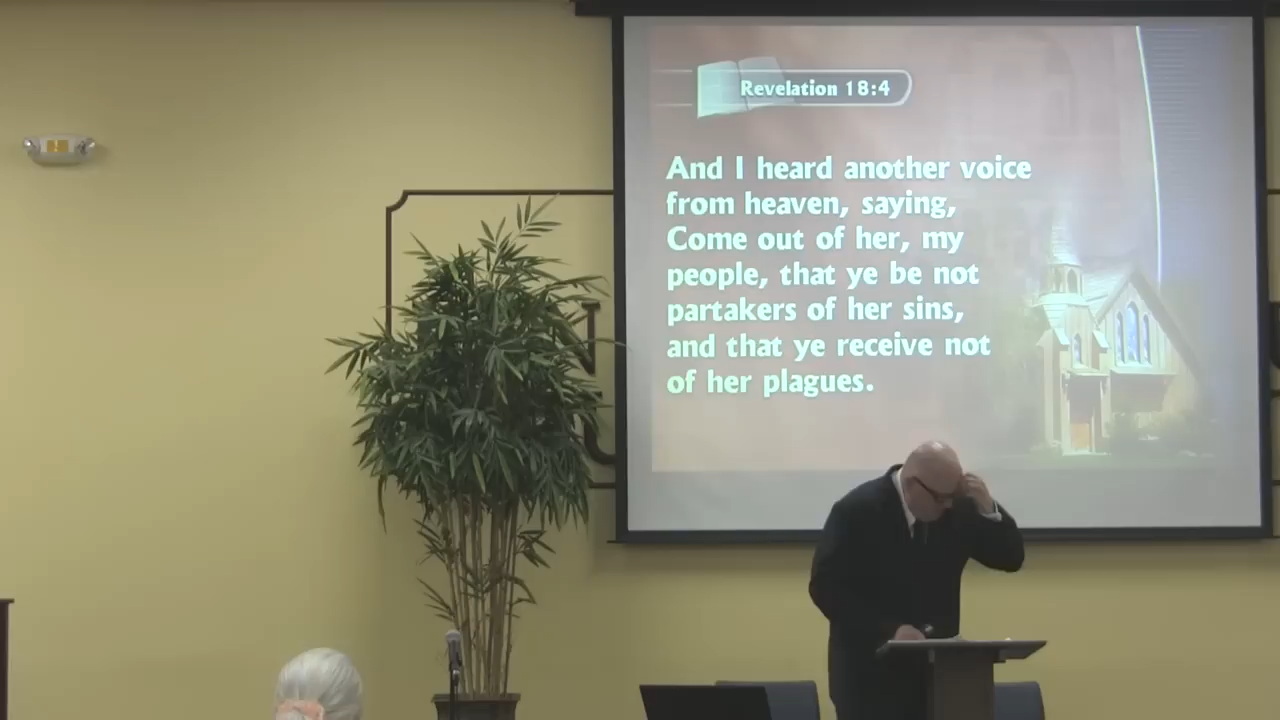 Revelation 18:4
And I heard another voice
from heaven, saying,
Come out of her, my
people, that ye be not
partakers of her sins,
and that ye receive not
of her plagues.